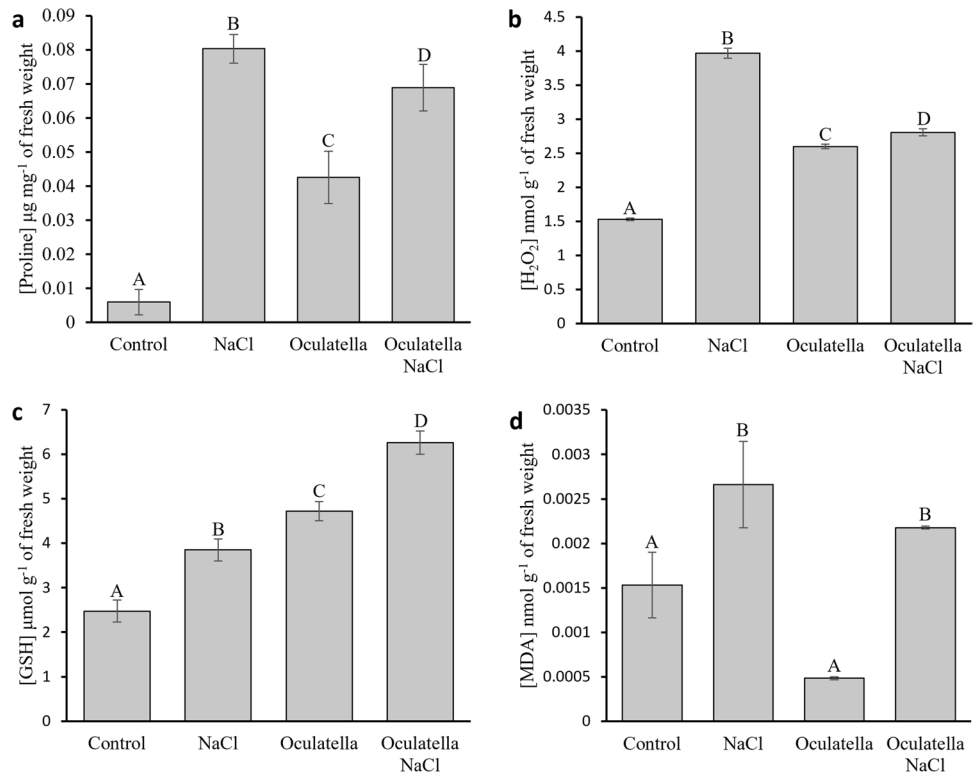 a
[Proline] µg mg⁻¹ of fresh weight
0.09
0.08
0.07
0.06
0.05
0.04
0.03
0.02
0.01
0
A
B
C
D
Control
NaCl
Oculatella
Oculatella
NaCl
b
[H₂O₂] nmol g⁻¹ of fresh weight
4.5
4
3.5
3
2.5
2
1.5
1
0.5
0
A
B
C
D
Control
NaCl
Oculatella
Oculatella
NaCl
c
[GSH] µmol g⁻¹ of fresh weight
7
6
5
4
3
2
1
0
A
B
C
D
Control
NaCl
Oculatella
Oculatella
NaCl
d
[MDA] nmol g⁻¹ of fresh weight
0.0035
0.003
0.0025
0.002
0.0015
0.001
0.0005
0
A
B
A
B
Control
NaCl
Oculatella
Oculatella
NaCl